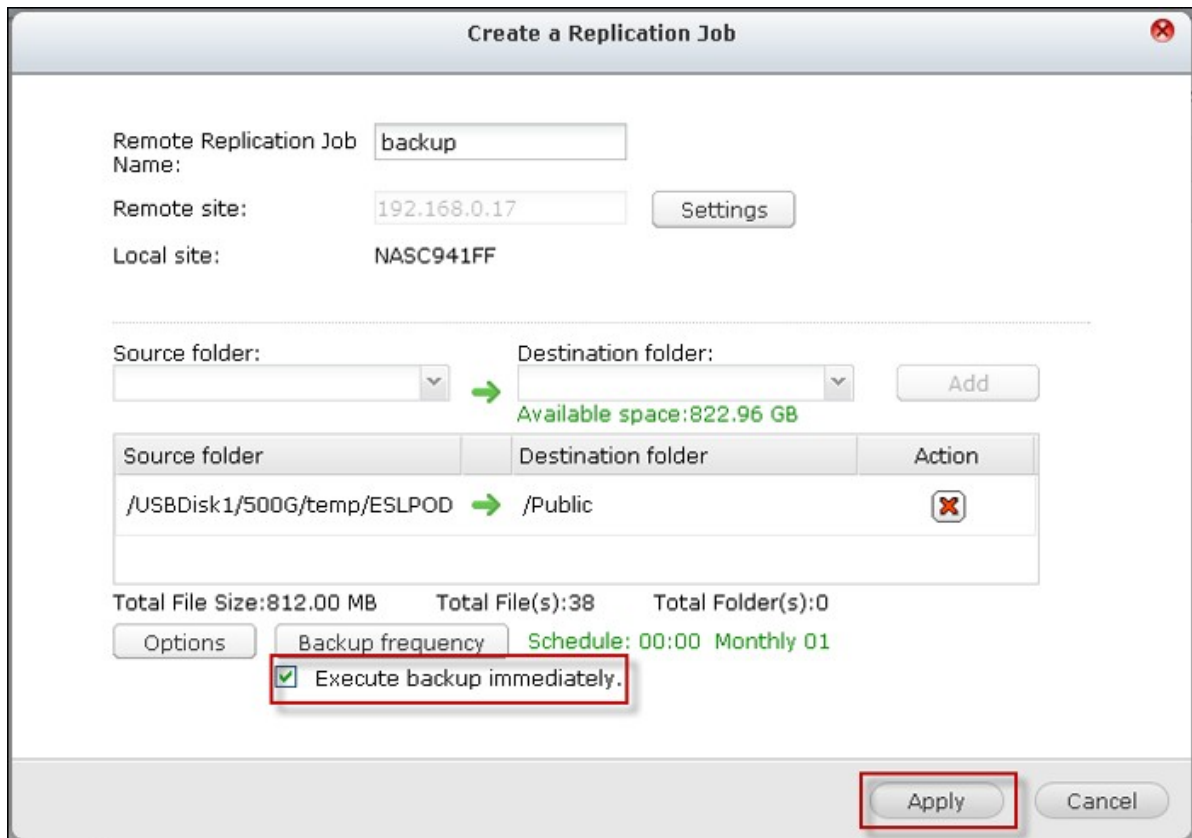 Create a Replication Job
Remote Replication Job Name:
backup
Remote site:
192.168.0.17
Settings
Local site:
NASC941FF
Source folder:
Destination folder:
Add
Available space:822.96 GB
Source folder
Destination folder
Action
/USBDisk1/500G/temp/ESLPOD
/Public
Total File Size:812.00 MB
Total File(s):38
Total Folder(s):0
Options
Backup frequency
Schedule: 00:00 Monthly 01
Execute backup immediately.
Apply
Cancel